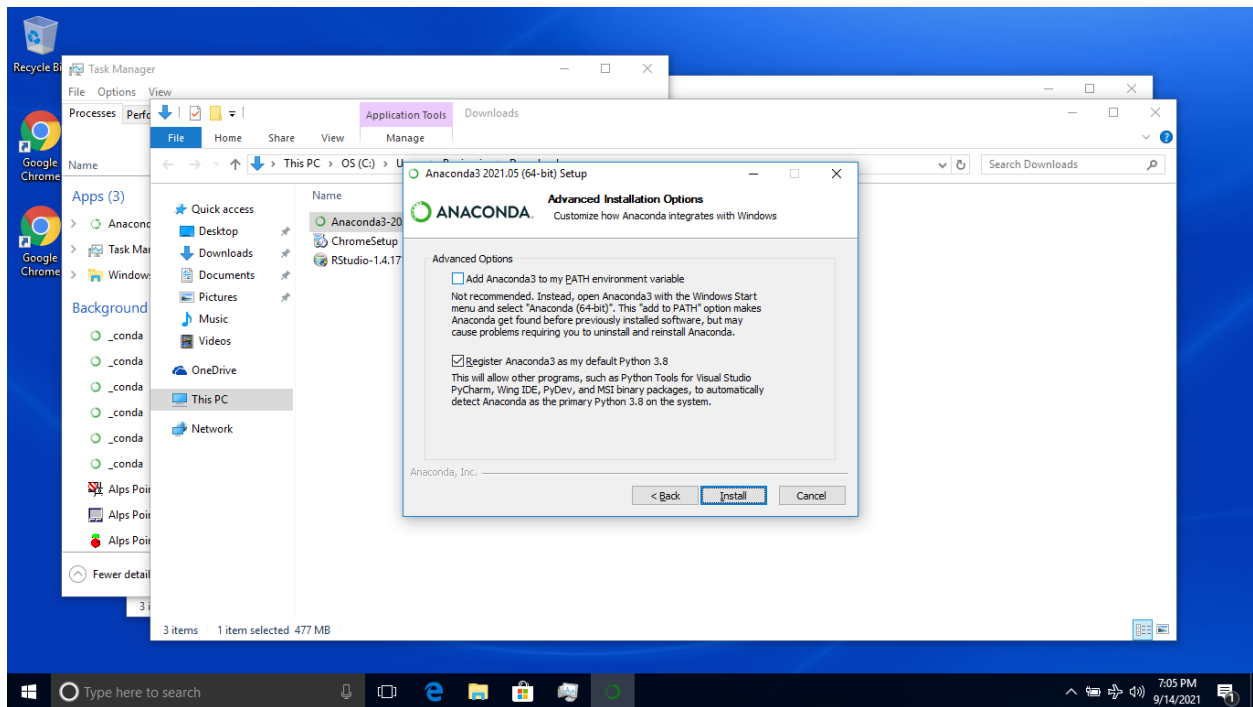 Recycle Bi
Google
Chrome
Google
Chrome
Task Manager
File Options View
Processes Perfo
Name
Apps (3)
Anacond
Task Mar
Window
Background
_conda
_conda
_conda
_conda
_conda
_conda
Alps Poi
Alps Poi
Alps Poi
Fewer detail
3 i
Application Tools Downloads
File Home Share View Manage
This PC > OS (C:) >
Search Downloads
Quick access
Desktop
Downloads
Documents
Pictures
Music
Videos
OneDrive
This PC
Network
Name
Anaconda3-20
ChromeSetup
RStudio-1.4.17
3 items 1 item selected 477 MB
Anaconda3 2021.05 (64-bit) Setup
ANACONDA.
Advanced Installation Options
Customize how Anaconda integrates with Windows
Advanced Options
Add Anaconda3 to my PATH environment variable
Not recommended. Instead, open Anaconda3 with the Windows Start
menu and select "Anaconda (64-bit)". This "add to PATH" option makes
Anaconda get found before previously installed software, but may
cause problems requiring you to uninstall and reinstall Anaconda.
Register Anaconda3 as my default Python 3.8
This will allow other programs, such as Python Tools for Visual Studio
PyCharm, Wing IDE, PyDev, and MSI binary packages, to automatically
detect Anaconda as the primary Python 3.8 on the system.
Anaconda, Inc.
< Back Install Cancel
Type here to search
7:05 PM
9/14/2021
1